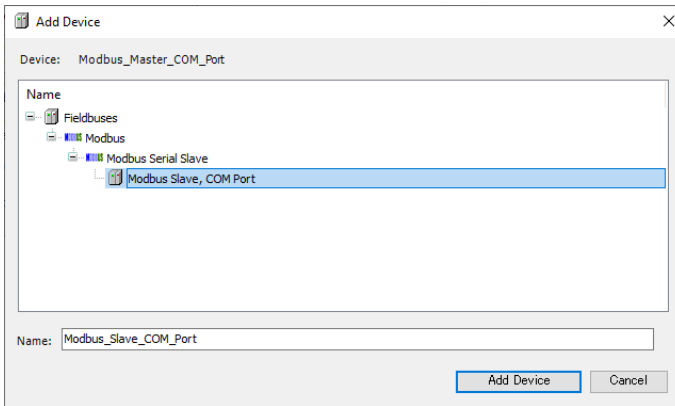 Add Device
Device: Modbus_Master_COM_Port
Name
Fieldbuses
Modbus
Modbus Serial Slave
Modbus Slave, COM Port
Name: Modbus_Slave_COM_Port
Add Device Cancel